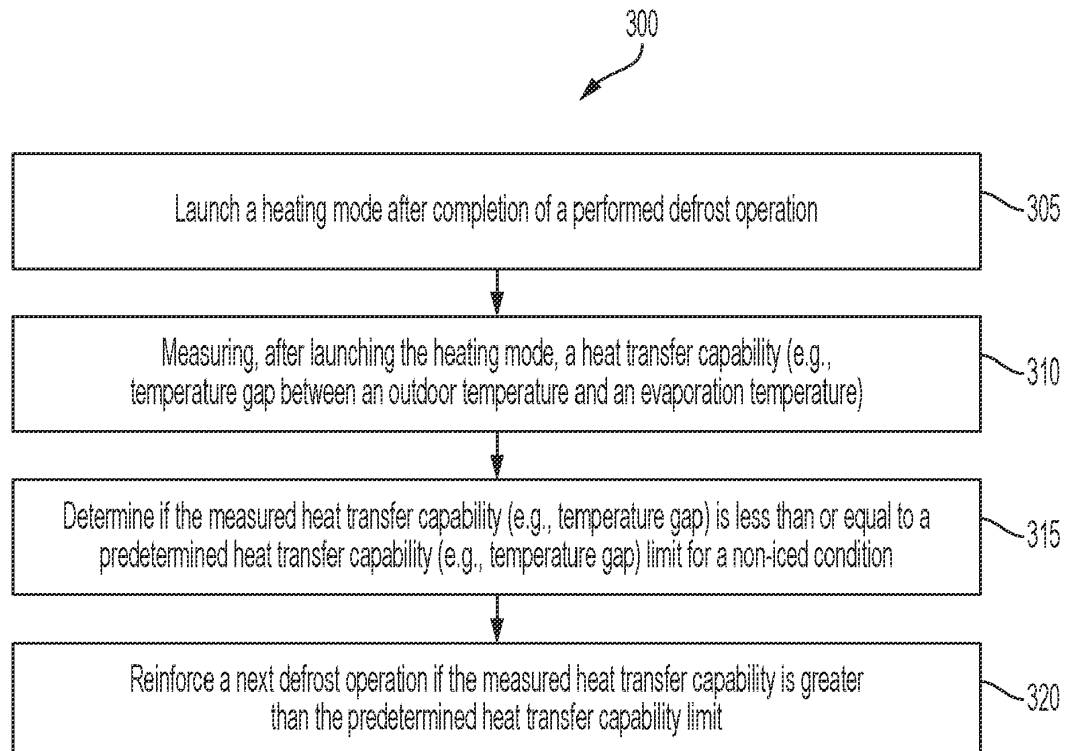 300
Launch a heating mode after completion of a performed defrost operation
305
Measuring, after launching the heating mode, a heat transfer capability (e.g.,
temperature gap between an outdoor temperature and an evaporation temperature)
310
Determine if the measured heat transfer capability (e.g., temperature gap) is less than or equal to a
predetermined heat transfer capability (e.g., temperature gap) limit for a non-iced condition
315
Reinforce a next defrost operation if the measured heat transfer capability is greater
than the predetermined heat transfer capability limit
320